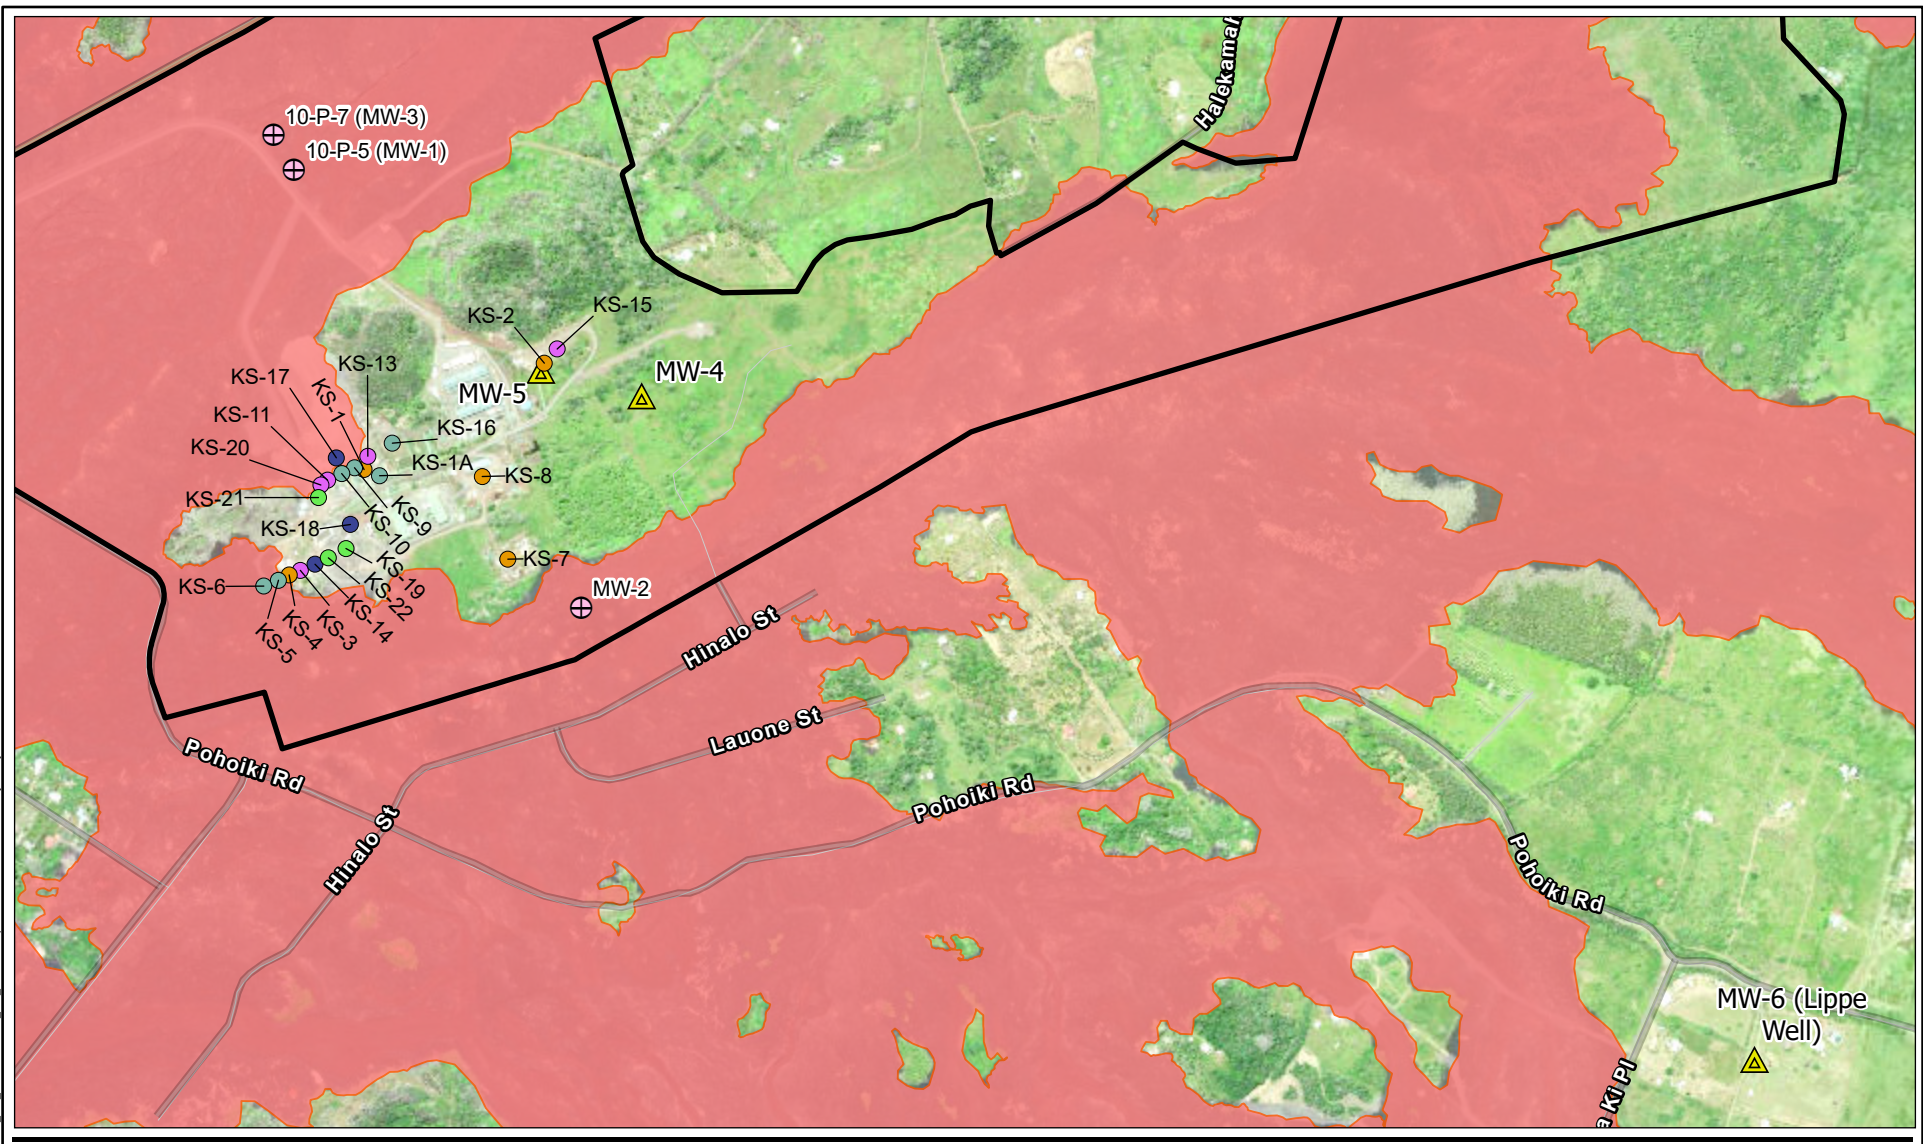 Halekamah
10-P-7 (MW-3)
10-P-5 (MW-1)
KS-15
KS-2
KS-13
MW-4
KS-17
KS-1
MW-5
KS-11
KS-16
KS-20
KS-1A
KS-8
KS-21
KS-9
KS-10
KS-18
KS-7
KS-19
KS-6
KS-22
MW-2
KS-14
KS-3
KS-4
KS-5
Hinalo St
Lauone St
Pohoiki Rd
Pohoiki Rd
Hinalo St
Pohoiki Rd
MW-6 (Lippe
Well)
a Ki Pl